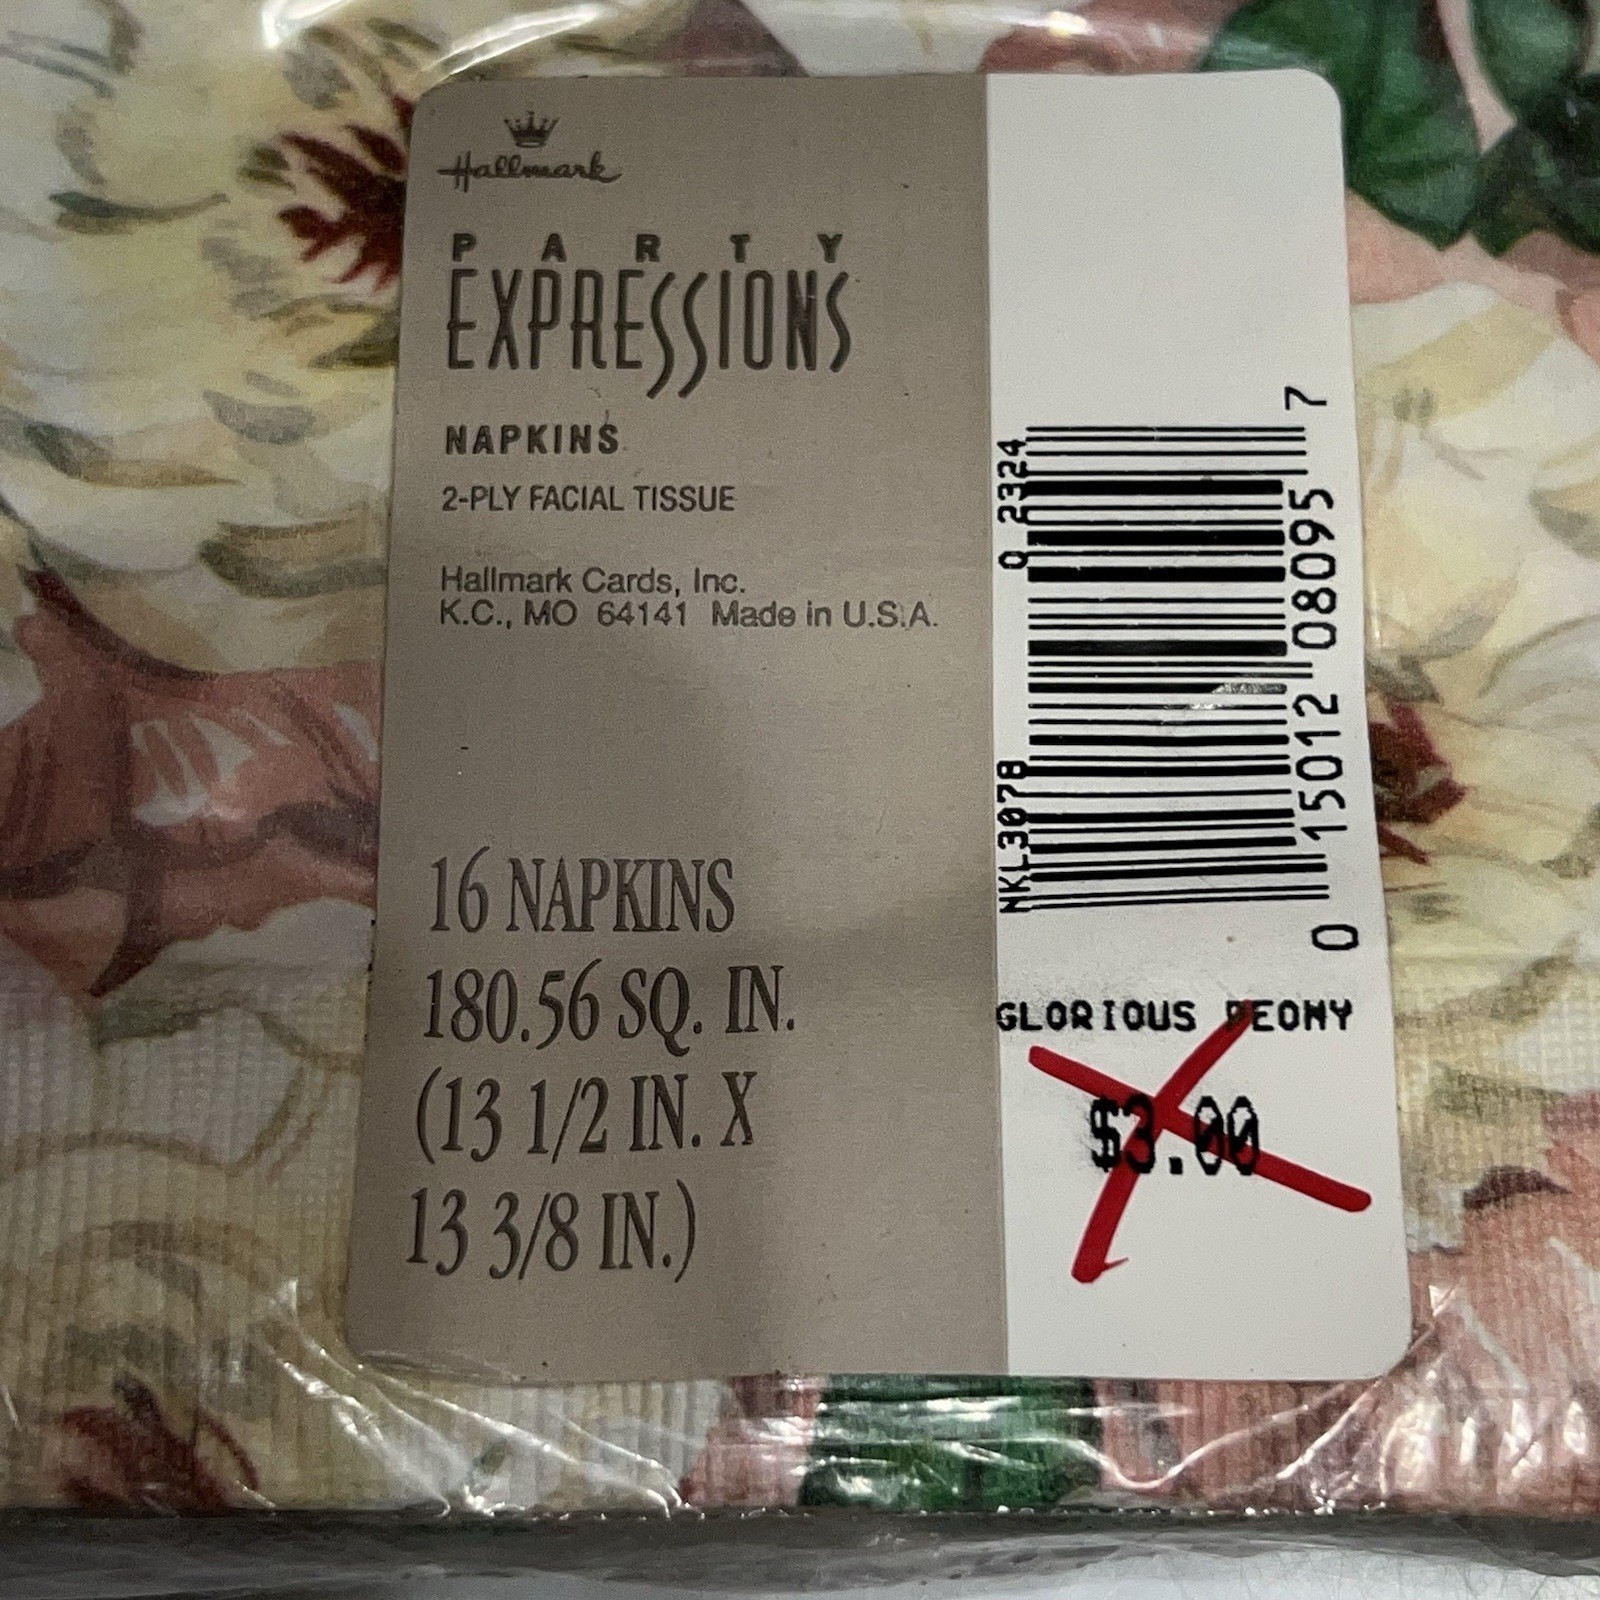 Hallmark
PARTY
EXPRESSIONS
NAPKINS
2-PLY FACIAL TISSUE
Hallmark Cards, Inc.
K.C., MO 64141 Made in U.S.A.
16 NAPKINS
180.56 SQ. IN.
(13 1/2 IN. X
13 3/8 IN.)
NKL3078 0 2324
0 15012 08095 7
GLORIOUS PEONY
$3.00